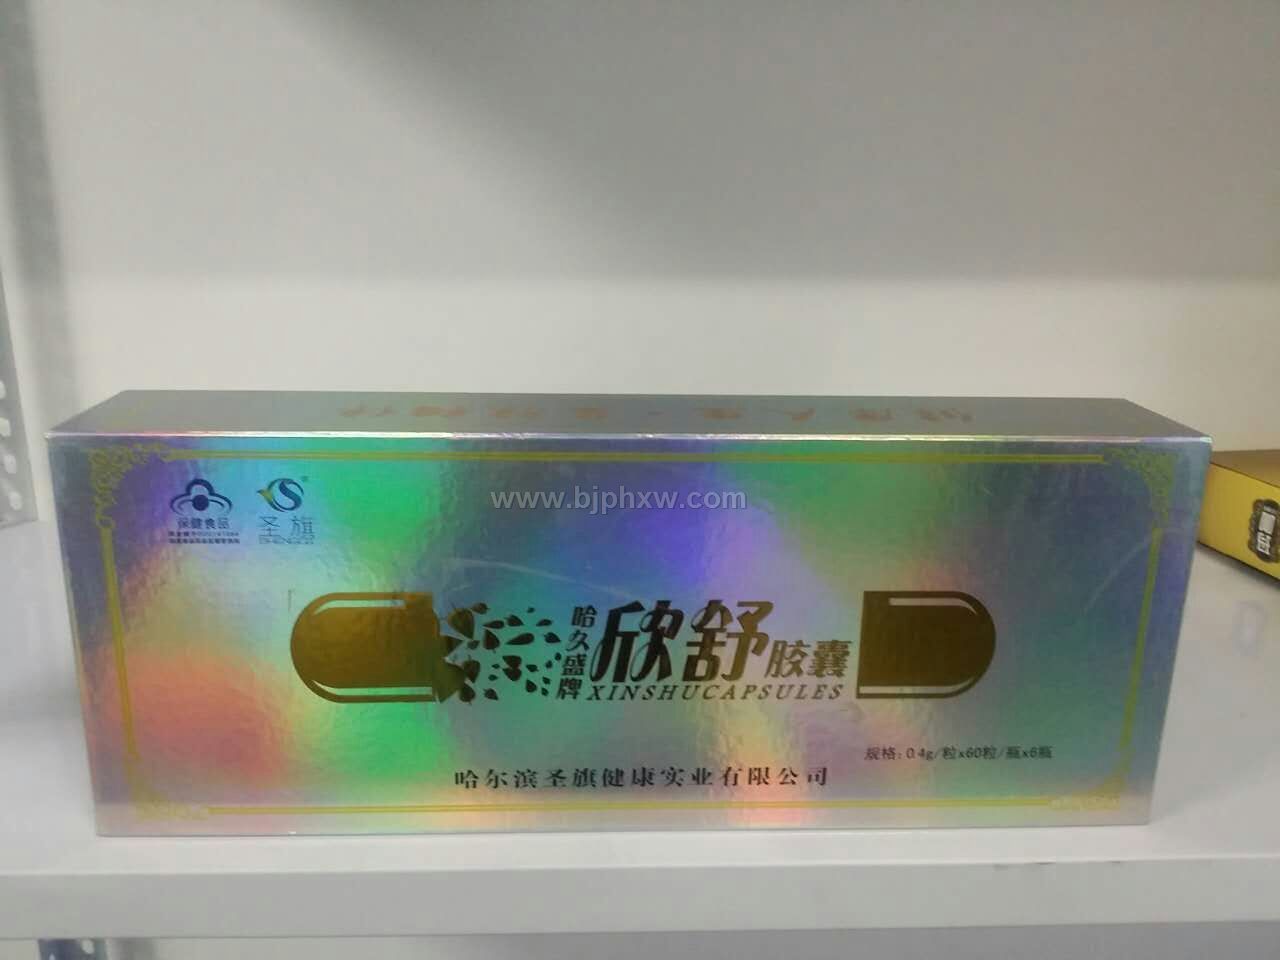 保健食品
圣旗
www.bjphxw.com
哈久盛牌
欣舒胶囊
XINSHUCAPSULES
规格:0.4g/粒x60粒/瓶x6瓶
哈尔滨圣旗健康实业有限公司